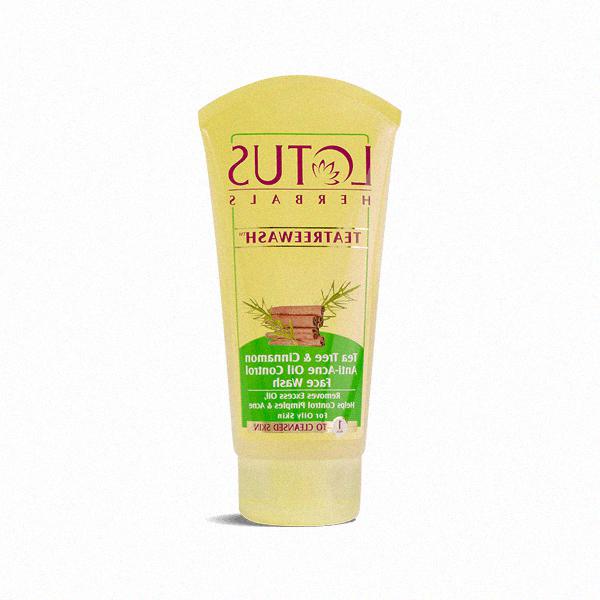 LOTUS
HERBALS
TEATREEWASH™
Tea Tree & Cinnamon
Anti-Acne Oil Control
Face Wash
Removes Excess Oil,
Helps Control Pimples & Acne
For Oily Skin
1 TO CLEANSED SKIN